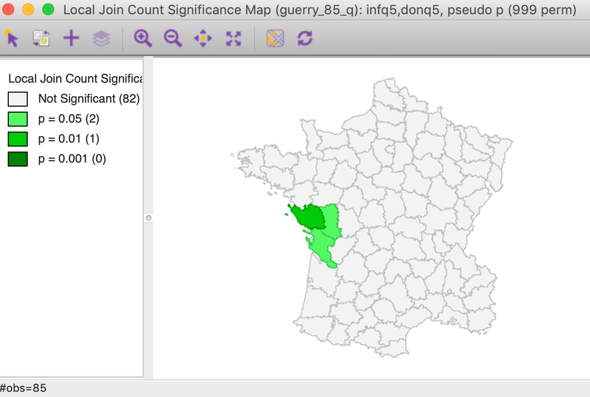 Local Join Count Significance Map (guerry_85_q): infq5,donq5, pseudo p (999 perm)
Local Join Count Significa
Not Significant (82)
p = 0.05 (2)
p = 0.01 (1)
p = 0.001 (0)
#obs=85